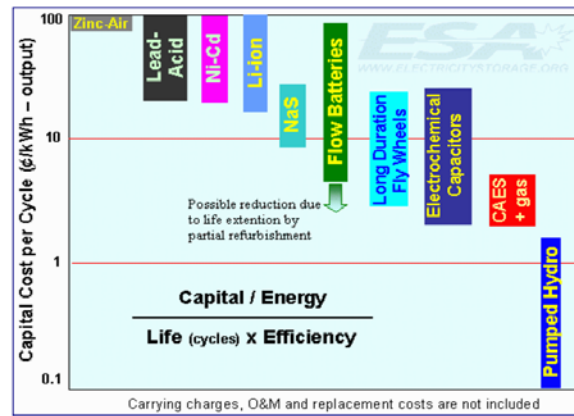 Capital Cost per Cycle (¢/kWh – output)
100
10
1
0.1
Zinc-Air
Lead-
Acid
Ni-Cd
Li-ion
NaS
Flow Batteries
Long Duration
Fly Wheels
Electrochemical
Capacitors
CAES
+ gas
Pumped Hydro
ESA
WWW.ELECTRICITYSTORAGE.ORG
Possible reduction due
to life extention by
partial refurbishment
Capital / Energy
Life (cycles) x Efficiency
Carrying charges, O&M and replacement costs are not included